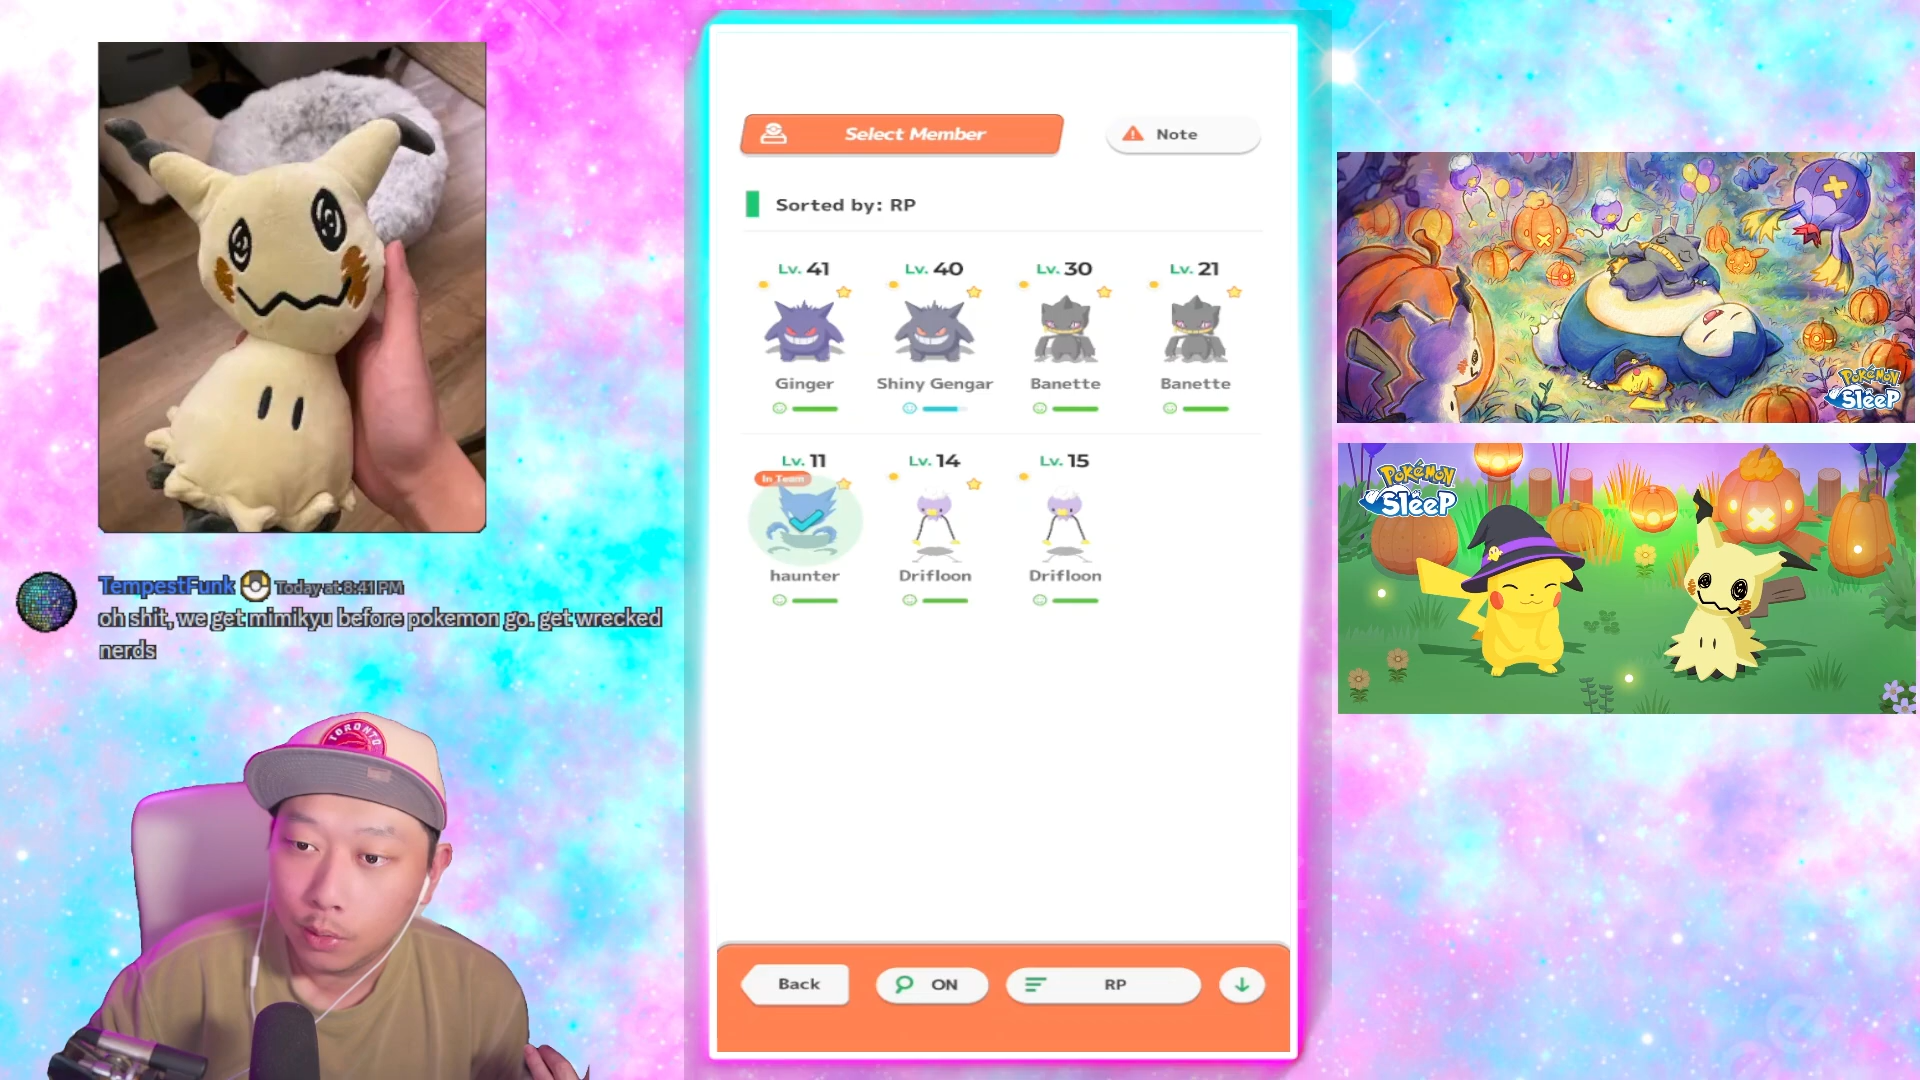 Select Member
Note
Sorted by: RP
Lv. 41
Lv. 40
Lv. 30
Lv. 21
Ginger
Shiny Gengar
Banette
Banette
Lv. 11
Lv. 14
Lv. 15
In Team
haunter
Drifloon
Drifloon
Back
ON
RP
TempestFunk Today at 8:41 PM
oh shit, we get mimikyu before pokemon go. get wrecked
nerds
TORONTO
POKéMON
SLeeP
POKéMON
SLeeP